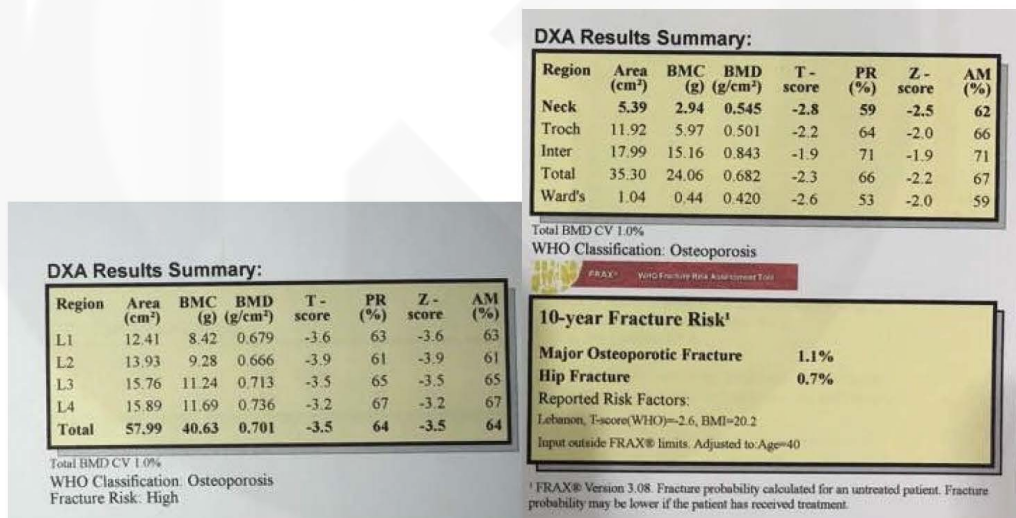 DXA Results Summary:
Region Area (cm²) BMC (g) BMD (g/cm²) T - score PR (%) Z - score AM (%)
L1 12.41 8.42 0.679 -3.6 63 -3.6 63
L2 13.93 9.28 0.666 -3.9 61 -3.9 61
L3 15.76 11.24 0.713 -3.5 65 -3.5 65
L4 15.89 11.69 0.736 -3.2 67 -3.2 67
Total 57.99 40.63 0.701 -3.5 64 -3.5 64
Total BMD CV 1.0%
WHO Classification: Osteoporosis
Fracture Risk: High
DXA Results Summary:
Region Area (cm²) BMC (g) BMD (g/cm²) T - score PR (%) Z - score AM (%)
Neck 5.39 2.94 0.545 -2.8 59 -2.5 62
Troch 11.92 5.97 0.501 -2.2 64 -2.0 66
Inter 17.99 15.16 0.843 -1.9 71 -1.9 71
Total 35.30 24.06 0.682 -2.3 66 -2.2 67
Ward's 1.04 0.44 0.420 -2.6 53 -2.0 59
Total BMD CV 1.0%
WHO Classification: Osteoporosis
FRAX® WHO Fracture Risk Assessment Tool
10-year Fracture Risk¹
Major Osteoporotic Fracture 1.1%
Hip Fracture 0.7%
Reported Risk Factors:
Lebanon, T-score(WHO)=-2.6, BMI=20.2
Input outside FRAX® limits. Adjusted to:Age=40
¹ FRAX® Version 3.08. Fracture probability calculated for an untreated patient. Fracture
probability may be lower if the patient has received treatment.